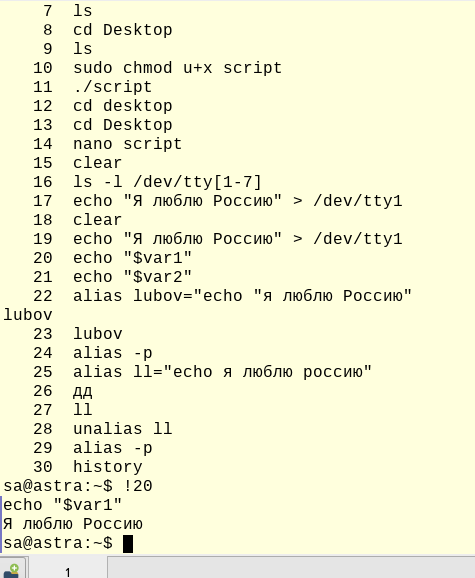 7 ls
8 cd Desktop
9 ls
10 sudo chmod u+x script
11 ./script
12 cd desktop
13 cd Desktop
14 nano script
15 clear
16 ls -l /dev/tty[1-7]
17 echo "Я люблю Россию" > /dev/tty1
18 clear
19 echo "Я люблю Россию" > /dev/tty1
20 echo "$var1"
21 echo "$var2"
22 alias lubov="echo "я люблю Россию"
lubov
23 lubov
24 alias -p
25 alias ll="echo я люблю россию"
26 дд
27 ll
28 unalias ll
29 alias -p
30 history
sa@astra:~$ !20
echo "$var1"
Я люблю Россию
sa@astra:~$
1